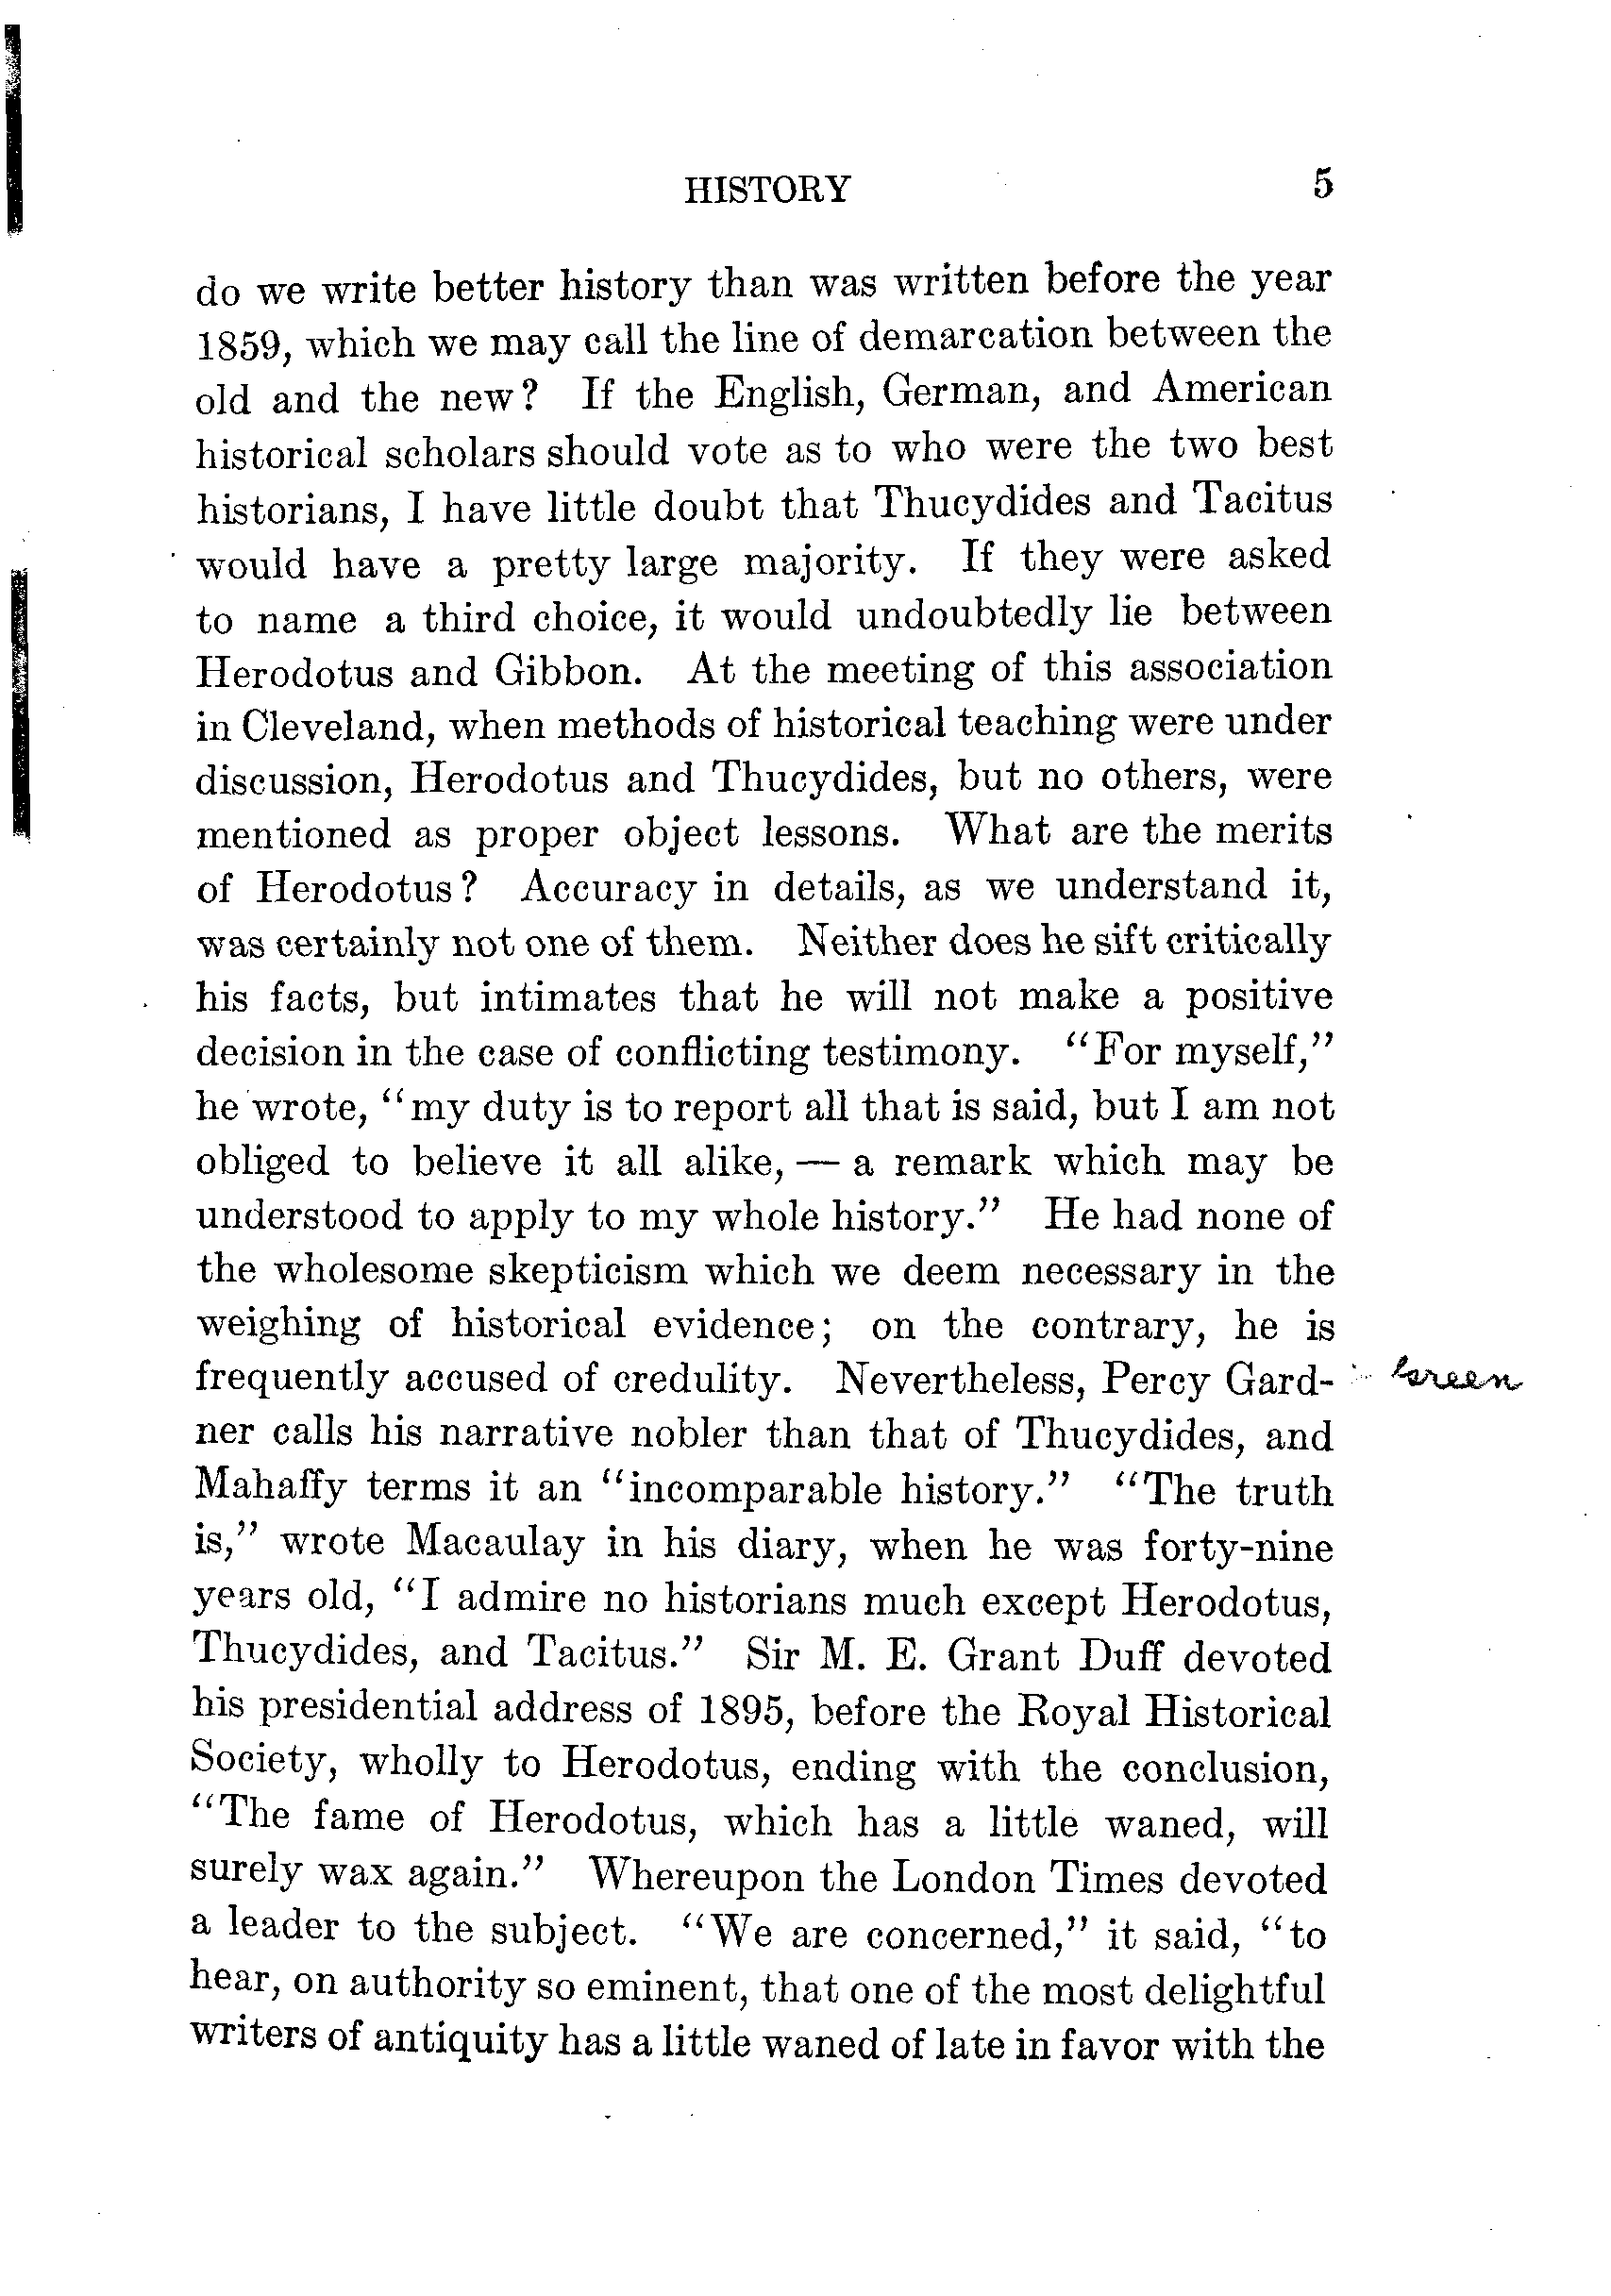 HISTORY 5
do we write better history than was written before the year
1859, which we may call the line of demarcation between the
old and the new? If the English, German, and American
historical scholars should vote as to who were the two best
historians, I have little doubt that Thucydides and Tacitus
would have a pretty large majority. If they were asked
to name a third choice, it would undoubtedly lie between
Herodotus and Gibbon. At the meeting of this association
in Cleveland, when methods of historical teaching were under
discussion, Herodotus and Thucydides, but no others, were
mentioned as proper object lessons. What are the merits
of Herodotus? Accuracy in details, as we understand it,
was certainly not one of them. Neither does he sift critically
his facts, but intimates that he will not make a positive
decision in the case of conflicting testimony. “For myself,”
he wrote, “my duty is to report all that is said, but I am not
obliged to believe it all alike, — a remark which may be
understood to apply to my whole history.” He had none of
the wholesome skepticism which we deem necessary in the
weighing of historical evidence; on the contrary, he is
frequently accused of credulity. Nevertheless, Percy Gard-
Green
ner calls his narrative nobler than that of Thucydides, and
Mahaffy terms it an “incomparable history.” “The truth
is,” wrote Macaulay in his diary, when he was forty-nine
years old, “I admire no historians much except Herodotus,
Thucydides, and Tacitus.” Sir M. E. Grant Duff devoted
his presidential address of 1895, before the Royal Historical
Society, wholly to Herodotus, ending with the conclusion,
“The fame of Herodotus, which has a little waned, will
surely wax again.” Whereupon the London Times devoted
a leader to the subject. “We are concerned,” it said, “to
hear, on authority so eminent, that one of the most delightful
writers of antiquity has a little waned of late in favor with the